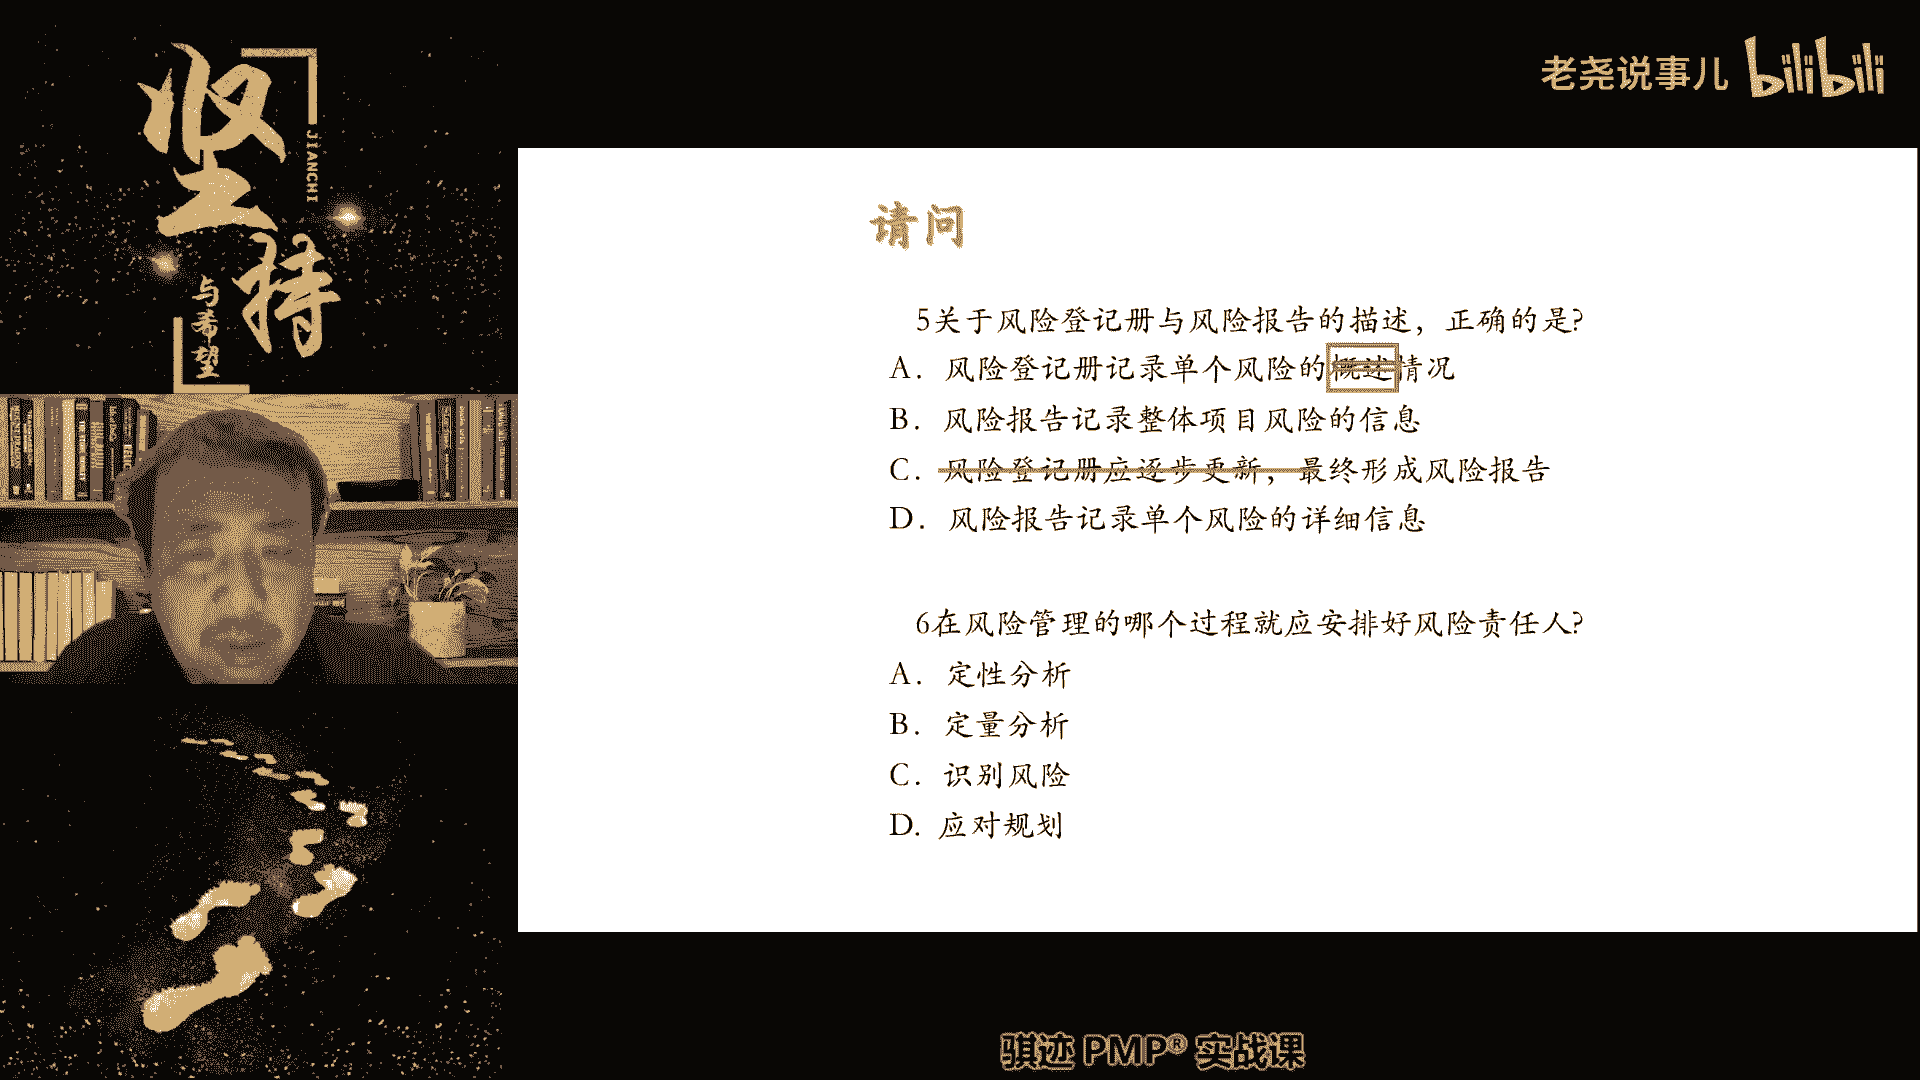 坚持
JIANCHI
与希望
老尧说事儿 bilibili
请问
5关于风险登记册与风险报告的描述，正确的是?
A. 风险登记册记录单个风险的概述情况
B. 风险报告记录整体项目风险的信息
C. 风险登记册应逐步更新，最终形成风险报告
D. 风险报告记录单个风险的详细信息
6在风险管理的哪个过程就应安排好风险责任人?
A. 定性分析
B. 定量分析
C. 识别风险
D. 应对规划
骐迹 PMP® 实战课